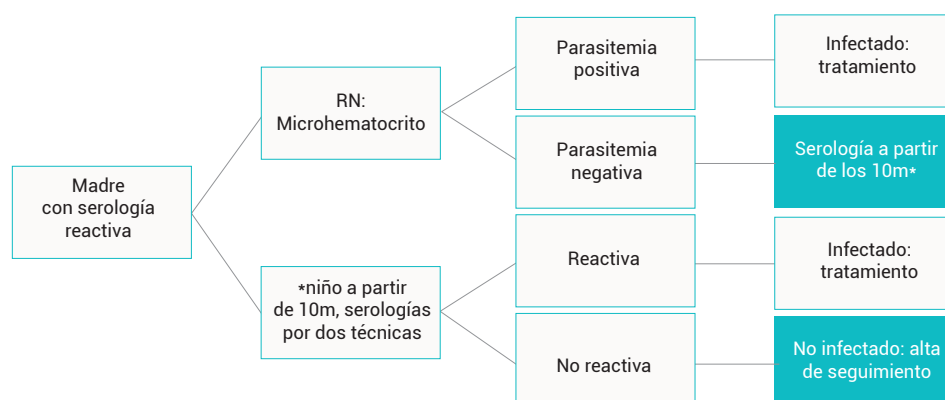 Madre
con serología
reactiva
RN:
Microhematocrito
Parasitemia
positiva
Infectado:
tratamiento
Parasitemia
negativa
Serología a partir
de los 10m*
*niño a partir
de 10m, serologías
por dos técnicas
Reactiva
Infectado:
tratamiento
No reactiva
No infectado: alta
de seguimiento